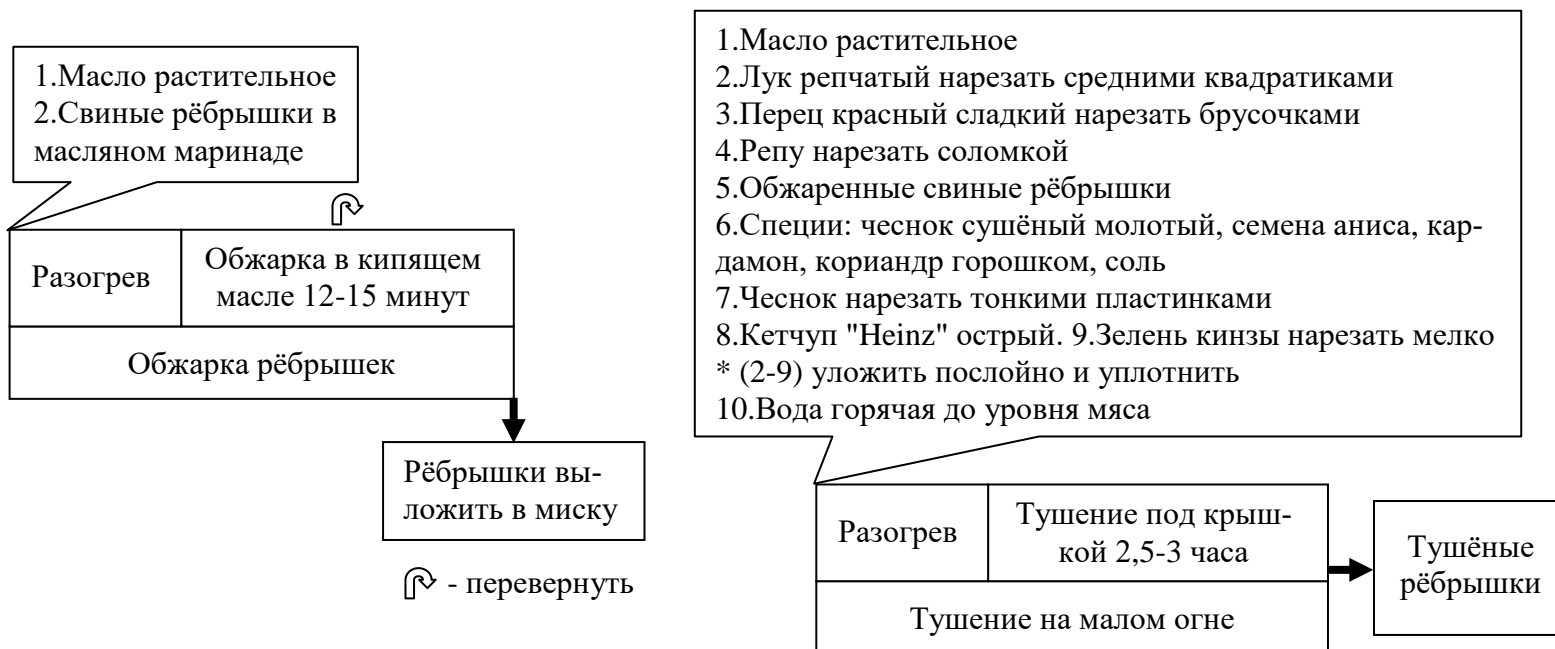 1.Масло растительное
2.Свиные рёбрышки в
масляном маринаде
Разогрев
Обжарка в кипящем
масле 12-15 минут
Обжарка рёбрышек
Рёбрышки вы-
ложить в миску
- перевернуть
1.Масло растительное
2.Лук репчатый нарезать средними квадратиками
3.Перец красный сладкий нарезать брусочками
4.Репу нарезать соломкой
5.Обжаренные свиные рёбрышки
6.Специи: чеснок сушёный молотый, семена аниса, кар-
дамон, кориандр горошком, соль
7.Чеснок нарезать тонкими пластинками
8.Кетчуп "Heinz" острый. 9.Зелень кинзы нарезать мелко
* (2-9) уложить послойно и уплотнить
10.Вода горячая до уровня мяса
Разогрев
Тушение под крыш-
кой 2,5-3 часа
Тушение на малом огне
Тушёные
рёбрышки